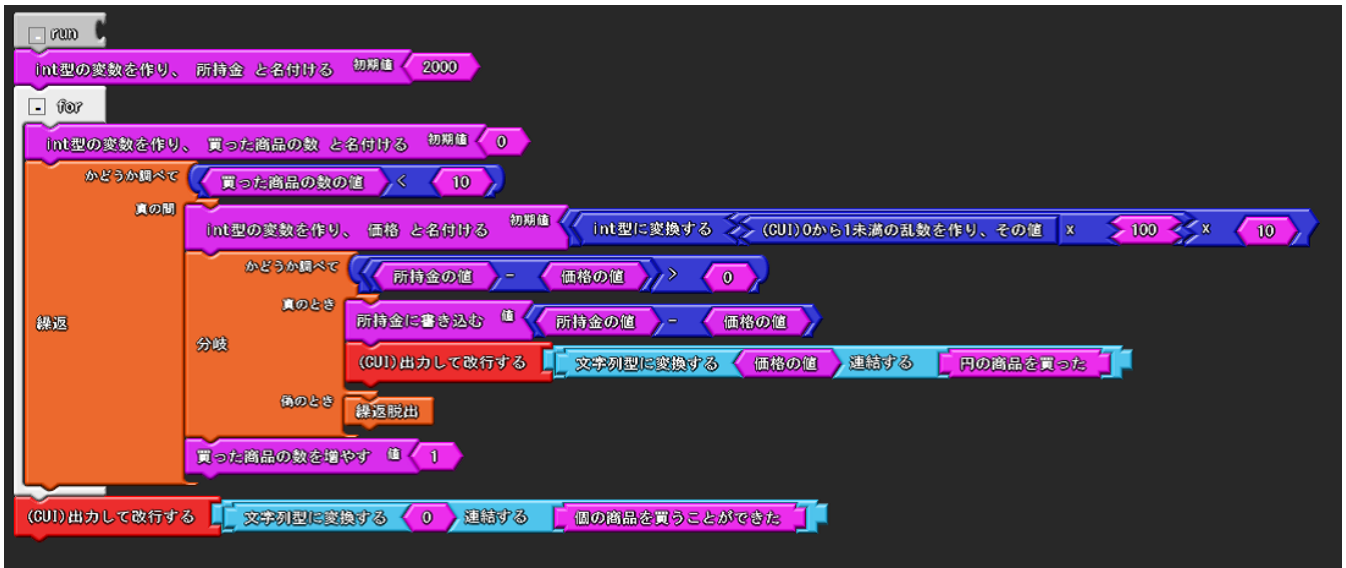 run
int型の変数を作り、 所持金 と名付ける 初期値 2000
for
int型の変数を作り、 買った商品の数 と名付ける 初期値 0
かどうか調べて 買った商品の数の値 < 10
真の間
int型の変数を作り、 価格 と名付ける 初期値 int型に変換する (GUI)0から1未満の乱数を作り、その値 x 100 x 10
かどうか調べて 所持金の値 - 価格の値 > 0
真のとき
所持金に書き込む 値 所持金の値 - 価格の値
繰返
分岐
(GUI)出力して改行する 文字列型に変換する 価格の値 連結する 円の商品を買った
偽のとき
繰返脱出
買った商品の数を増やす 値 1
(GUI)出力して改行する 文字列型に変換する 0 連結する 個の商品を買うことができた